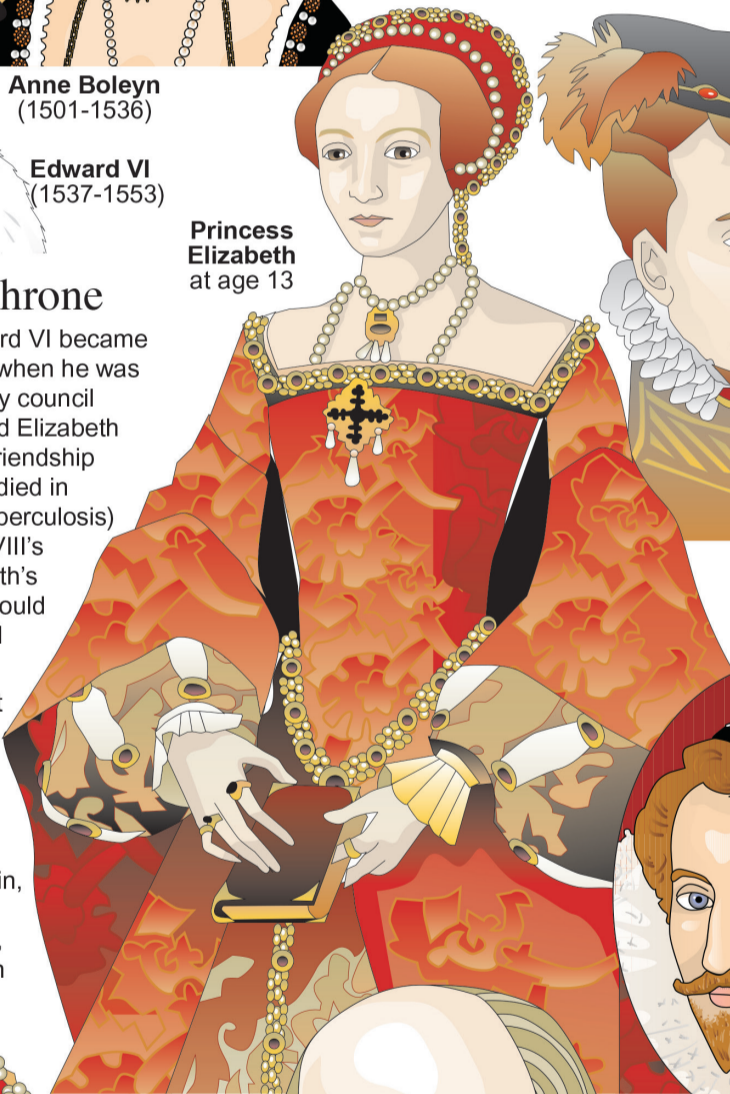 Anne Boleyn
(1501-1536)
Edward VI
(1537-1553)
Princess
Elizabeth
at age 13
hrone
rd VI became
when he was
y council
d Elizabeth
riendship
died in
berculosis)
VIII's
th's
ould
in,